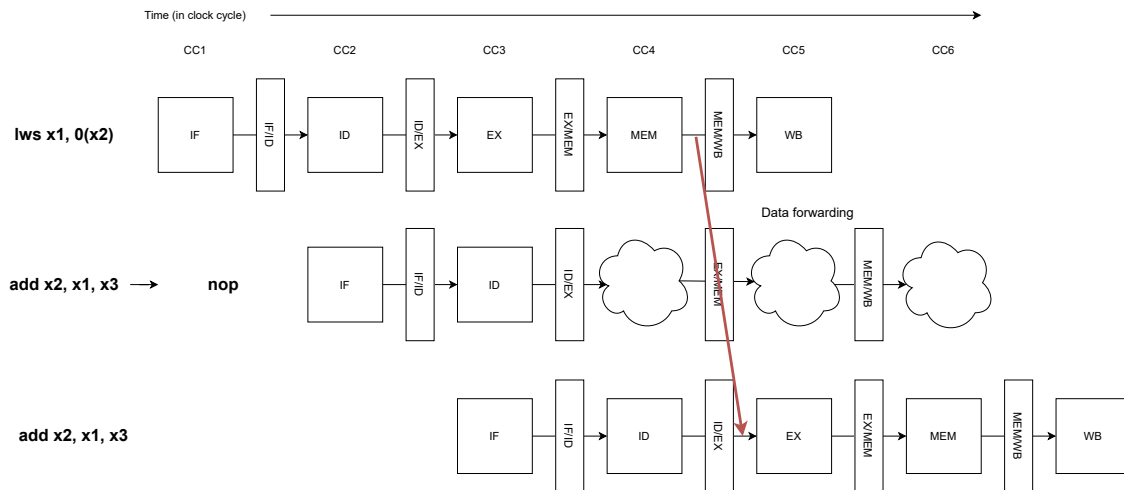 Time (in clock cycle)
CC1 CC2 CC3 CC4 CC5 CC6
lws x1, 0(x2) IF IF/ID ID ID/EX EX EX/MEM MEM MEM/WB WB
Data forwarding
add x2, x1, x3 nop IF IF/ID ID ID/EX EX/MEM MEM/WB
add x2, x1, x3 IF IF/ID ID ID/EX EX EX/MEM MEM MEM/WB WB